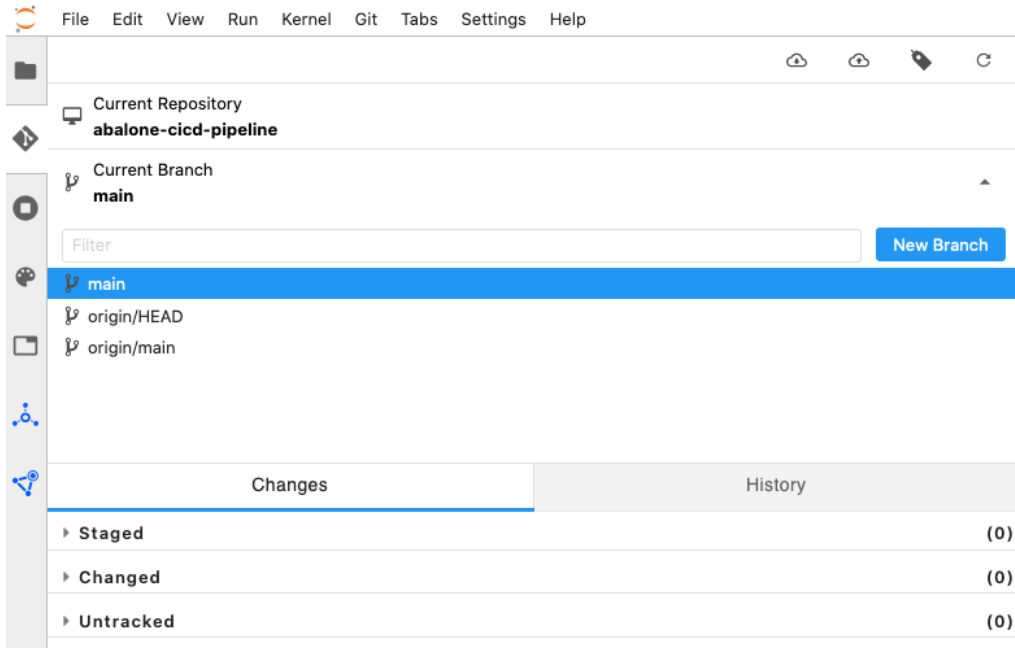 File Edit View Run Kernel Git Tabs Settings Help
Current Repository
abalone-cicd-pipeline
Current Branch
main
Filter New Branch
main
origin/HEAD
origin/main
Changes History
Staged (0)
Changed (0)
Untracked (0)